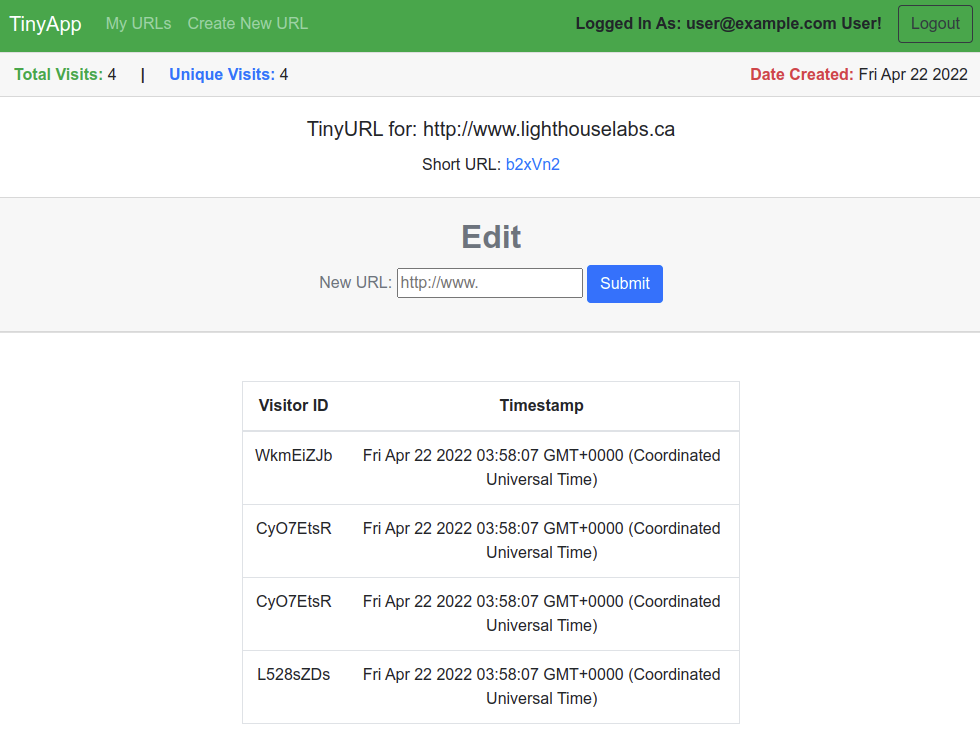 TinyApp My URLs Create New URL Logged In As: user@example.com User! Logout
Total Visits: 4 | Unique Visits: 4 Date Created: Fri Apr 22 2022
TinyURL for: http://www.lighthouselabs.ca
Short URL: b2xVn2
Edit
New URL: http://www. Submit
Visitor ID Timestamp
WkmEiZJb Fri Apr 22 2022 03:58:07 GMT+0000 (Coordinated
Universal Time)
CyO7EtsR Fri Apr 22 2022 03:58:07 GMT+0000 (Coordinated
Universal Time)
CyO7EtsR Fri Apr 22 2022 03:58:07 GMT+0000 (Coordinated
Universal Time)
L528sZDs Fri Apr 22 2022 03:58:07 GMT+0000 (Coordinated
Universal Time)